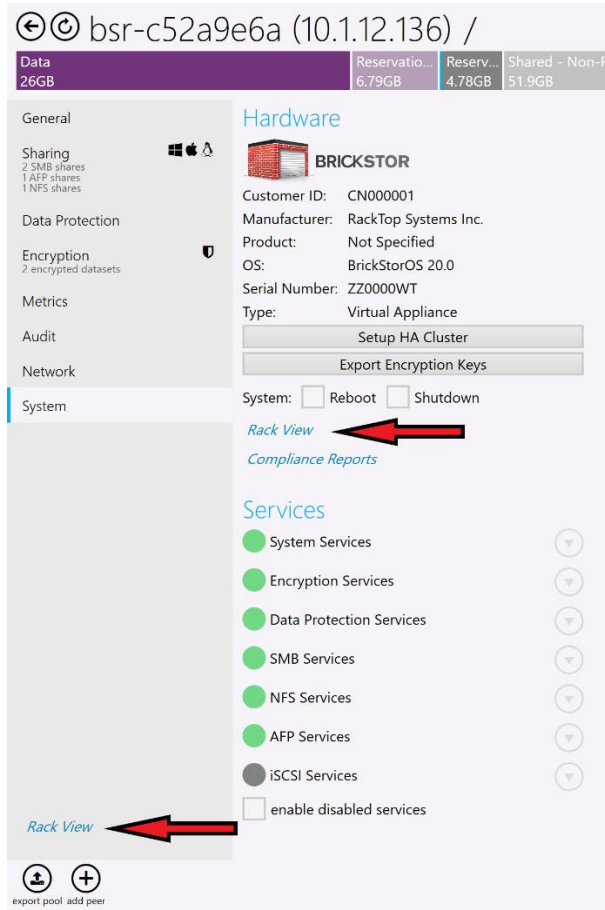 bsr-c52a9e6a (10.1.12.136) /
Data
26GB
Reservatio...
6.79GB
Reserv...
4.78GB
Shared - Non-
51.9GB
General
Sharing
2 SMB shares
1 AFP shares
1 NFS shares
Data Protection
Encryption
2 encrypted datasets
Metrics
Audit
Network
System
Rack View
export pool
add peer
Hardware
BRICKSTOR
Customer ID: CN000001
Manufacturer: RackTop Systems Inc.
Product: Not Specified
OS: BrickStorOS 20.0
Serial Number: ZZ0000WT
Type: Virtual Appliance
Setup HA Cluster
Export Encryption Keys
System: Reboot Shutdown
Rack View
Compliance Reports
Services
System Services
Encryption Services
Data Protection Services
SMB Services
NFS Services
AFP Services
iSCSI Services
enable disabled services